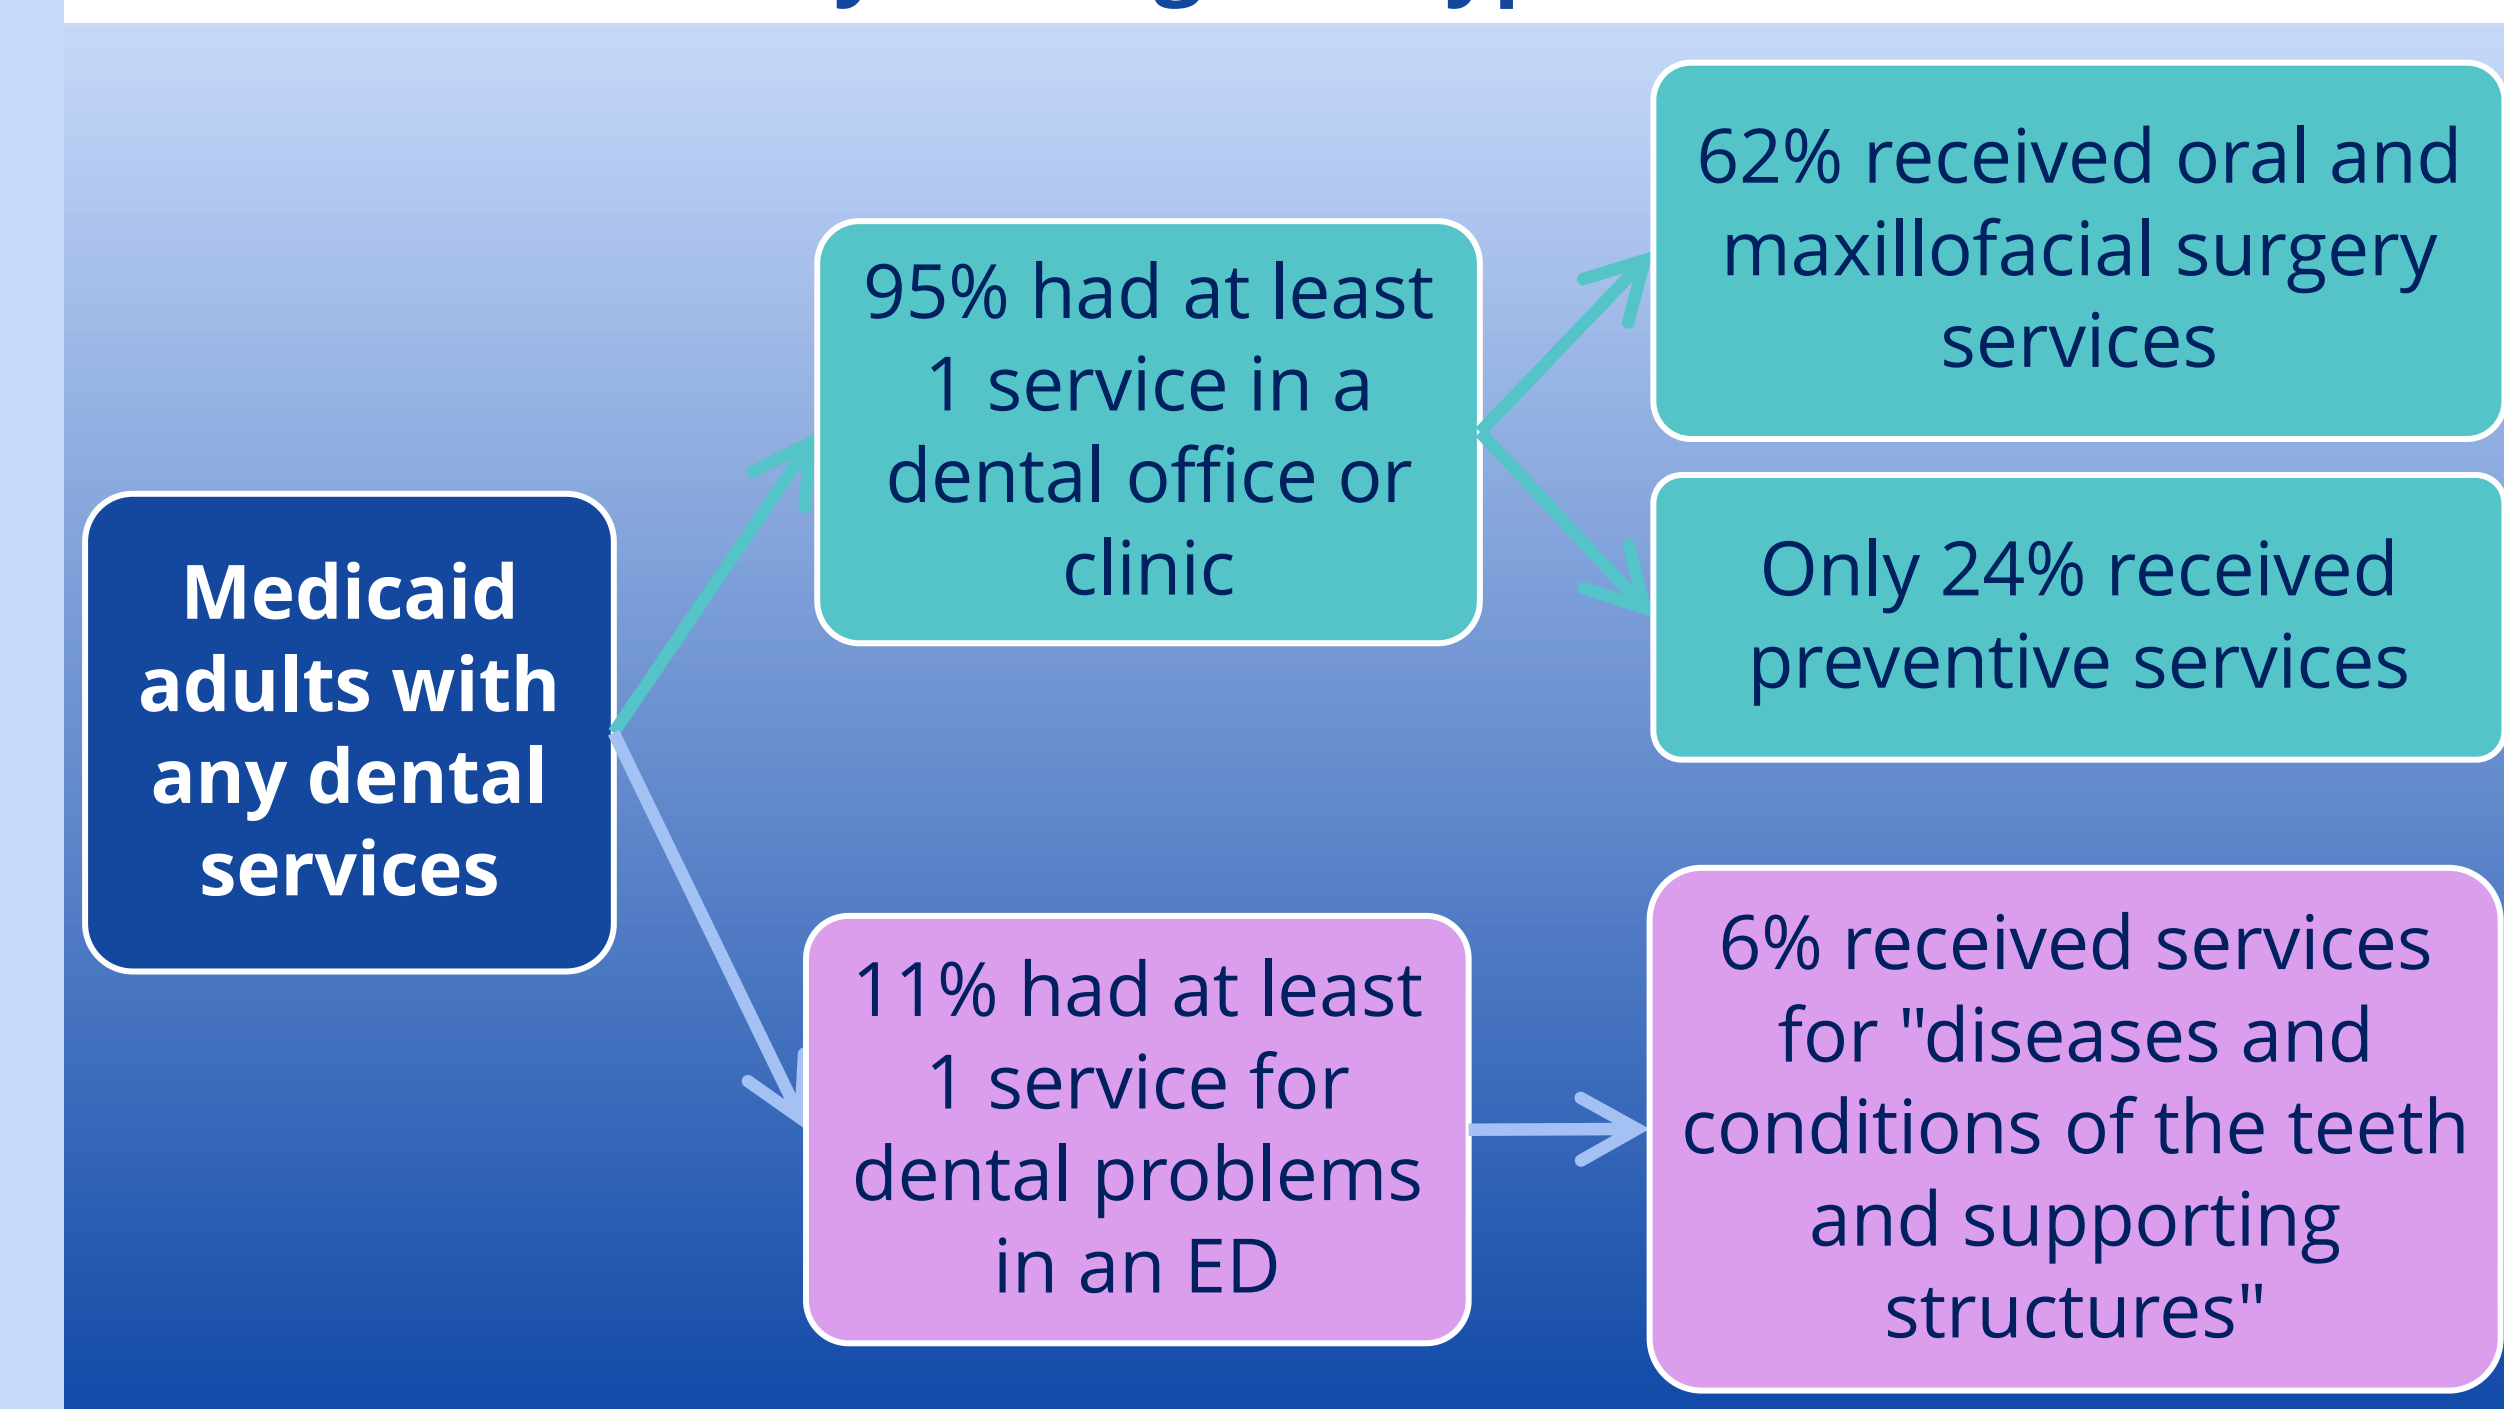 Medicaid
adults with
any dental
services
95% had at least
1 service in a
dental office or
clinic
62% received oral and
maxillofacial surgery
services
Only 24% received
preventive services
11% had at least
1 service for
dental problems
in an ED
6% received services
for "diseases and
conditions of the teeth
and supporting
structures"